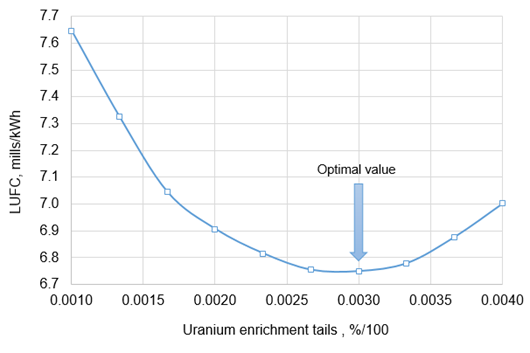 7.7
7.6
7.5
7.4
7.3
7.2
7.1
7.0
6.9
6.8
6.7
LUFC, mills/kWh
Optimal value
0.0010 0.0015 0.0020 0.0025 0.0030 0.0035 0.0040
Uranium enrichment tails , %/100